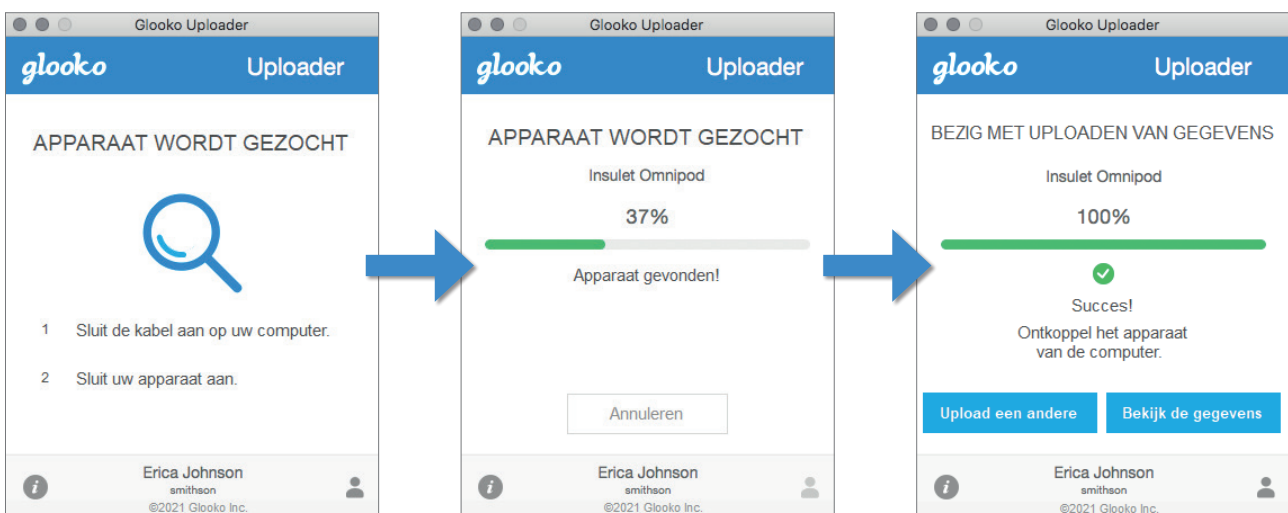 Glooko Uploader
glooko Uploader
APPARAAT WORDT GEZOCHT
1 Sluit de kabel aan op uw computer.
2 Sluit uw apparaat aan.
i
Erica Johnson
smithson
©2021 Glooko Inc.
Glooko Uploader
glooko Uploader
APPARAAT WORDT GEZOCHT
Insulet Omnipod
37%
Apparaat gevonden!
Annuleren
i
Erica Johnson
smithson
©2021 Glooko Inc.
Glooko Uploader
glooko Uploader
BEZIG MET UPLOADEN VAN GEGEVENS
Insulet Omnipod
100%
Succes!
Ontkoppel het apparaat
van de computer.
Upload een andere Bekijk de gegevens
i
Erica Johnson
smithson
©2021 Glooko Inc.